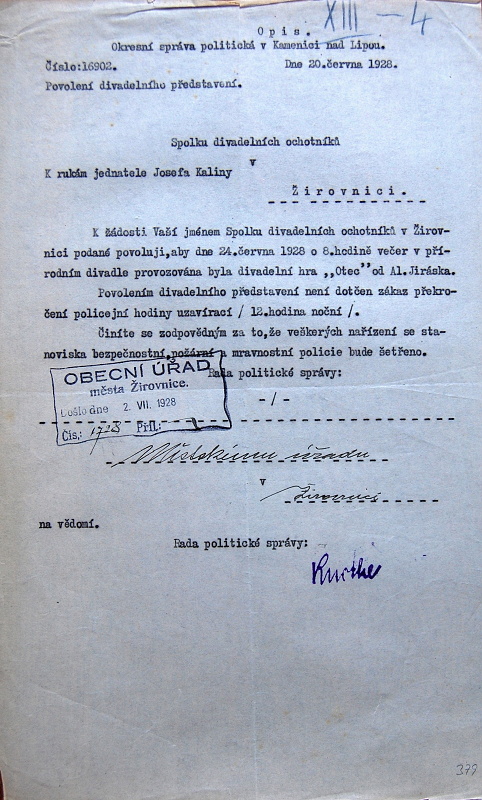 XIII - 4
Opis.
Okresní správa politická v Kamenici nad Lipou.
Číslo:16902. Dne 20.června 1928.
Povolení divadelního představení.
Spolku divadelních ochotníků
v
K rukám jednatele Josefa Kaliny
Žirovnici.
K žádosti Vaší jménem Spolku divadelních ochotníků v Žirov-
nici podané povoluji,aby dne 24.června 1928 o 8.hodině večer v pří-
rodním divadle provozována byla divadelní hra ,,Otec" od Al.Jiráska.
Povolením divadelního představení není dotčen zákaz překro-
čení policejní hodiny uzavírací / 12.hodina noční /.
Činíte se zodpovědným za to,že veškerých nařízení se sta-
noviska bezpečnostní,požární a mravnostní policie bude šetřeno.
Rada politické správy:
OBECNÍ ÚŘAD
města Žirovnice.
Došlo dne 2. VII. 1928
Čís.: Příl.:
-/-
Městskému úřadu
v
Žirovnici
na vědomí.
Rada politické správy:
379